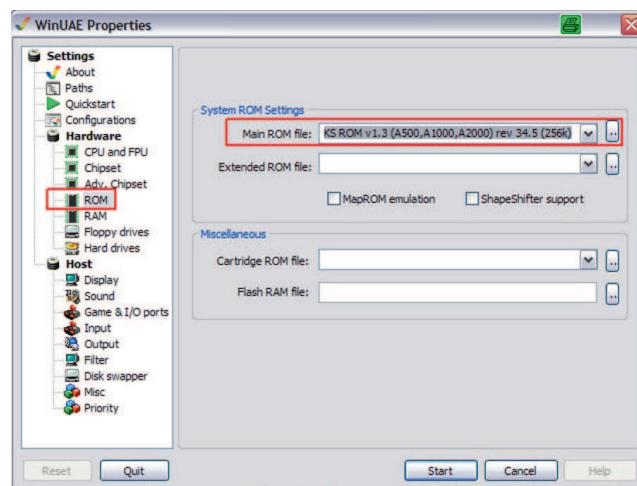 WinUAE Properties
Settings
About
Paths
Quickstart
Configurations
Hardware
CPU and FPU
Chipset
Adv. Chipset
ROM
RAM
Floppy drives
Hard drives
Host
Display
Sound
Game & I/O ports
Input
Output
Filter
Disk swapper
Misc
Priority
System ROM Settings
Main ROM file: KS ROM v1.3 (A500,A1000,A2000) rev 34.5 (256k) ..
Extended ROM file: ..
MapROM emulation ShapeShifter support
Miscellaneous
Cartridge ROM file: ..
Flash RAM file: ..
Reset Quit Start Cancel Help